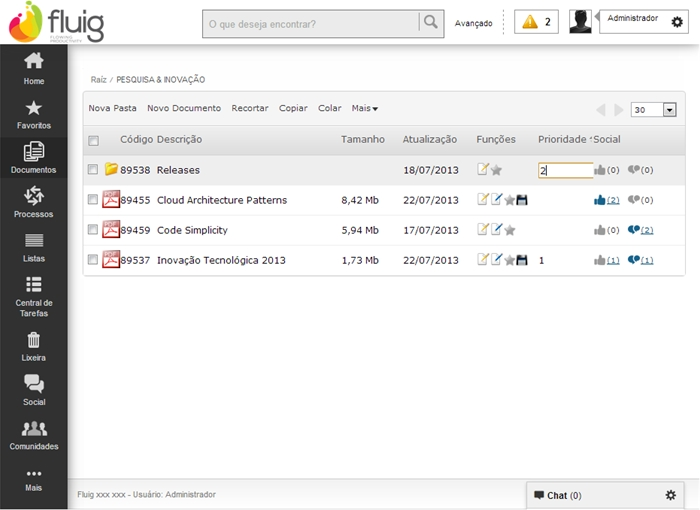 fluig
FLOWING PRODUCTIVITY
O que deseja encontrar?
Avançado
2
Administrador
Home
Favoritos
Documentos
Processos
Listas
Central de
Tarefas
Lixeira
Social
Comunidades
Mais
Raíz / PESQUISA & INOVAÇÃO
Nova Pasta Novo Documento Recortar Copiar Colar Mais 30
Código Descrição Tamanho Atualização Funções Prioridade Social
89538 Releases 18/07/2013 2 (0) (0)
89455 Cloud Architecture Patterns 8,42 Mb 22/07/2013 (2) (0)
89459 Code Simplicity 5,94 Mb 17/07/2013 (0) (2)
89537 Inovação Tecnológica 2013 1,73 Mb 22/07/2013 1 (1) (1)
Fluig xxx xxx - Usuário: Administrador
Chat (0)